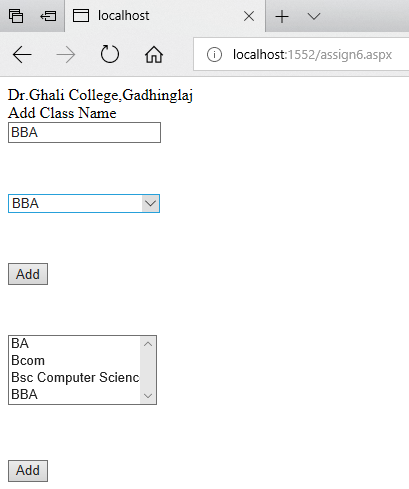 localhost
localhost:1552/assign6.aspx
Dr.Ghali College,Gadhinglaj
Add Class Name
BBA
BBA
Add
BA
Bcom
Bsc Computer Scienc
BBA
Add